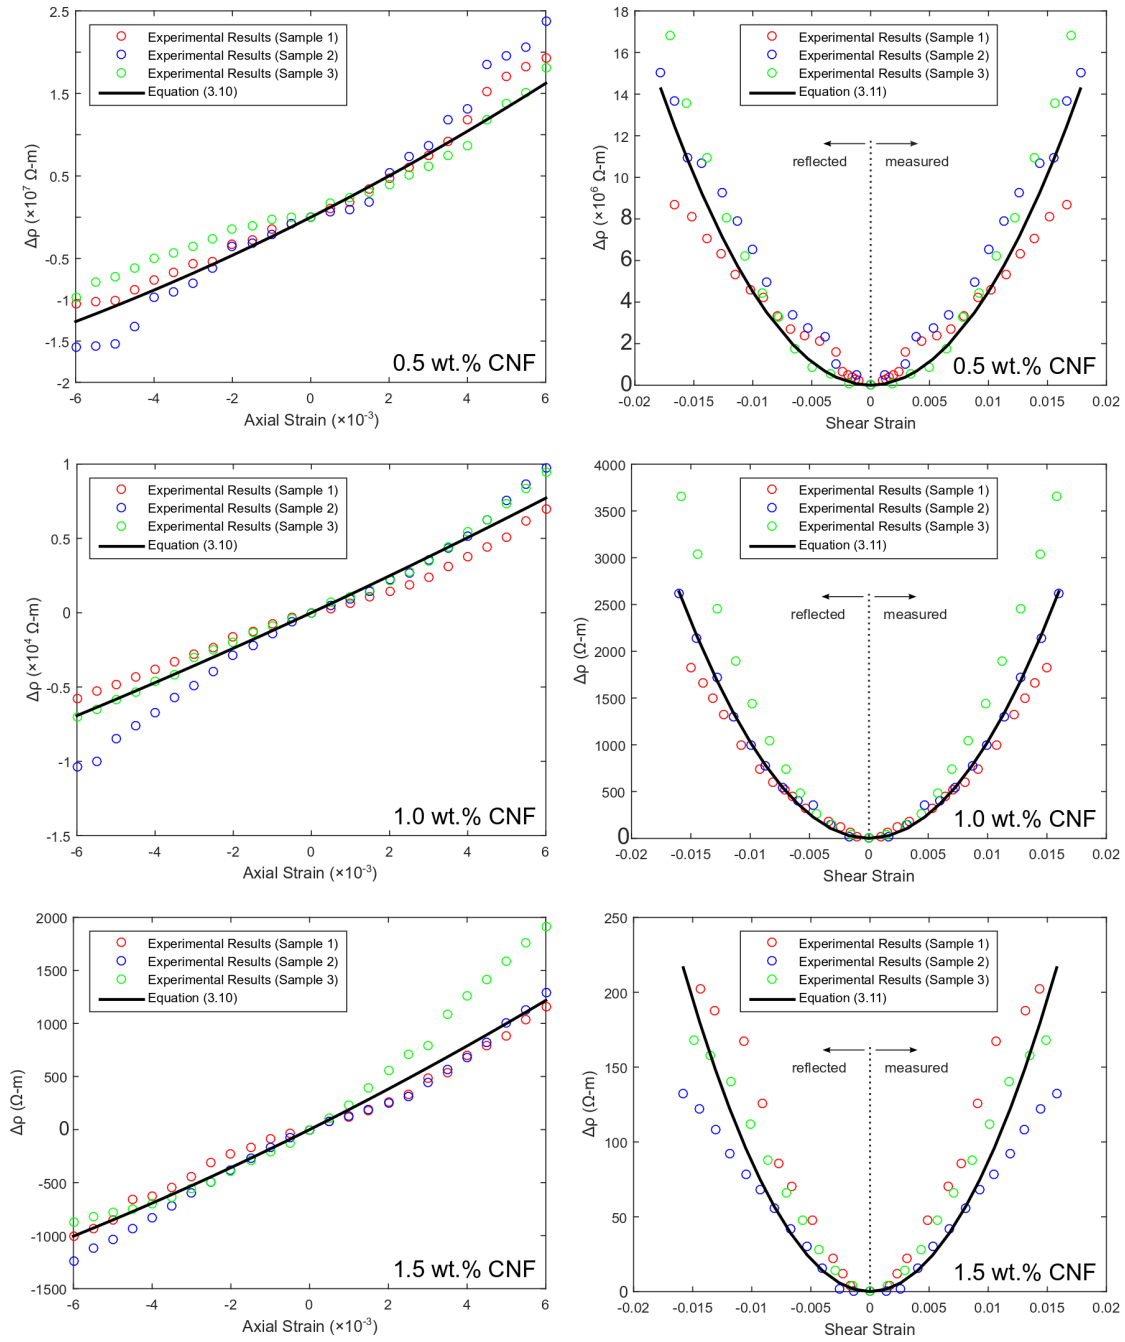 2.5
1.5
0.5
-0.5
-1
-1.5
-2
Δρ (×10⁷ Ω-m)
Experimental Results (Sample 1)
Experimental Results (Sample 2)
Experimental Results (Sample 3)
Equation (3.10)
0.5 wt.% CNF
-6 -4 -2 0 2 4 6
Axial Strain (×10⁻³)
18
16
14
12
10
8
6
4
2
0
Δρ (×10⁶ Ω-m)
Experimental Results (Sample 1)
Experimental Results (Sample 2)
Experimental Results (Sample 3)
Equation (3.11)
reflected measured
0.5 wt.% CNF
-0.02 -0.015 -0.01 -0.005 0 0.005 0.01 0.015 0.02
Shear Strain
1
0.5
0
-0.5
-1
-1.5
Δρ (×10⁴ Ω-m)
Experimental Results (Sample 1)
Experimental Results (Sample 2)
Experimental Results (Sample 3)
Equation (3.10)
1.0 wt.% CNF
-6 -4 -2 0 2 4 6
Axial Strain (×10⁻³)
4000
3500
3000
2500
2000
1500
1000
500
0
Δρ (Ω-m)
Experimental Results (Sample 1)
Experimental Results (Sample 2)
Experimental Results (Sample 3)
Equation (3.11)
reflected measured
1.0 wt.% CNF
-0.02 -0.015 -0.01 -0.005 0 0.005 0.01 0.015 0.02
Shear Strain
2000
1500
1000
500
0
-500
-1000
-1500
Δρ (Ω-m)
Experimental Results (Sample 1)
Experimental Results (Sample 2)
Experimental Results (Sample 3)
Equation (3.10)
1.5 wt.% CNF
-6 -4 -2 0 2 4 6
Axial Strain (×10⁻³)
250
200
150
100
50
0
Δρ (Ω-m)
Experimental Results (Sample 1)
Experimental Results (Sample 2)
Experimental Results (Sample 3)
Equation (3.11)
reflected measured
1.5 wt.% CNF
-0.02 -0.015 -0.01 -0.005 0 0.005 0.01 0.015 0.02
Shear Strain